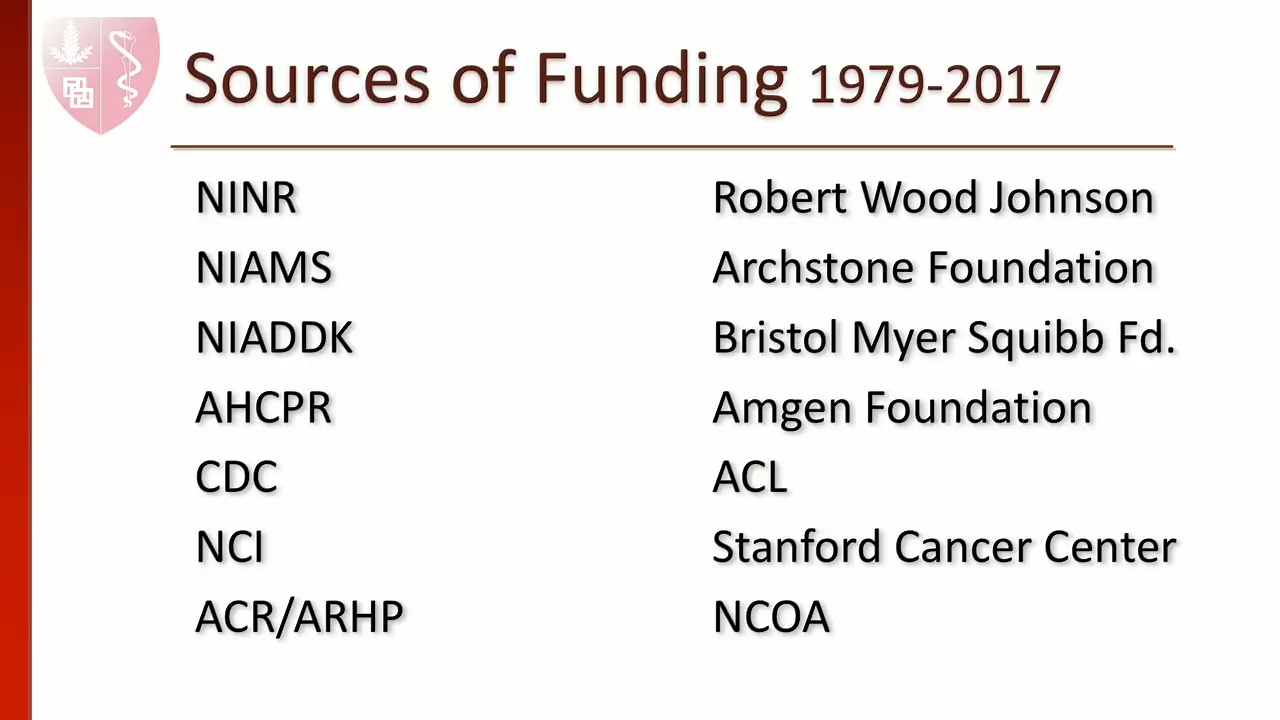 Sources of Funding 1979-2017
NINR
NIAMS
NIADDK
AHCPR
CDC
NCI
ACR/ARHP
Robert Wood Johnson
Archstone Foundation
Bristol Myer Squibb Fd.
Amgen Foundation
ACL
Stanford Cancer Center
NCOA